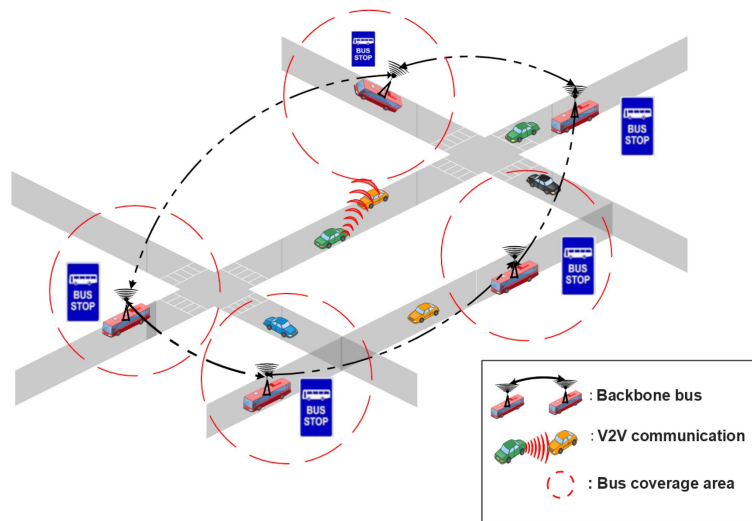 BUS
STOP
BUS
STOP
BUS
STOP
BUS
STOP
BUS
STOP
: Backbone bus
: V2V communication
: Bus coverage area